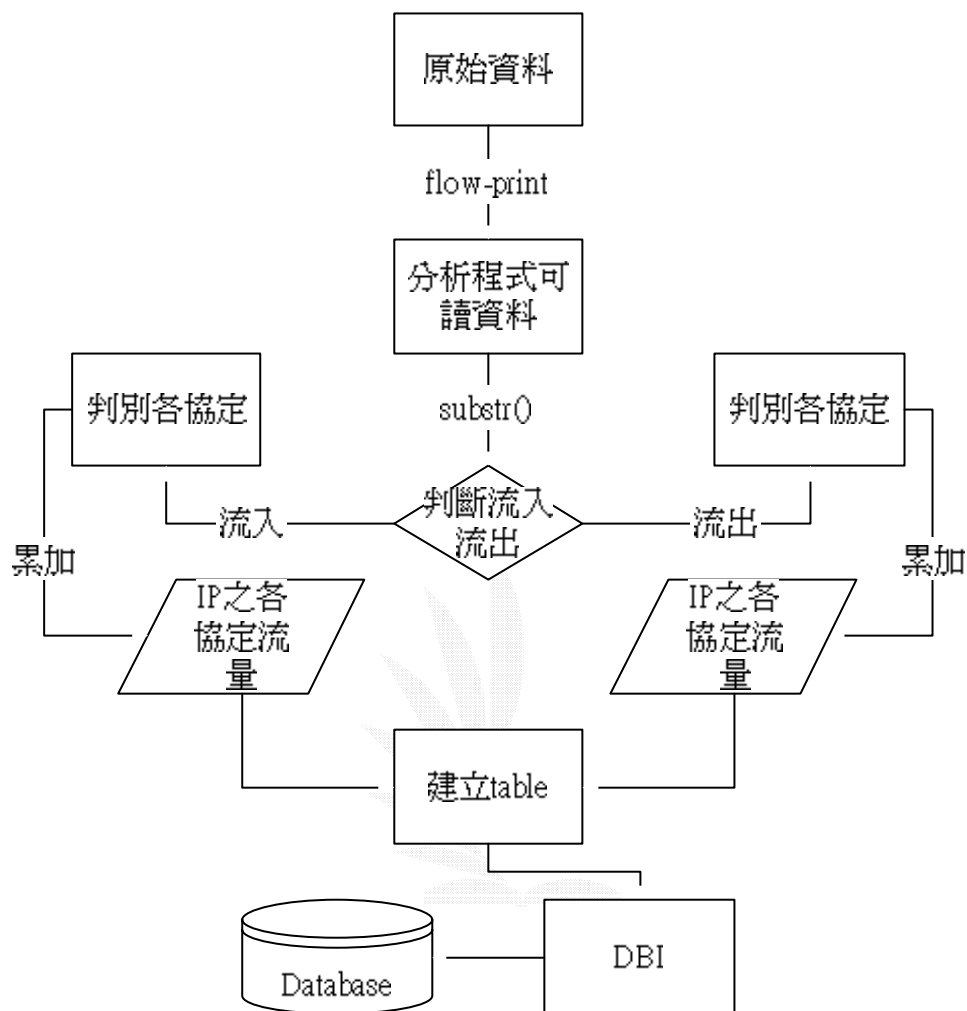 原始資料
flow-print
分析程式可
讀資料
判別各協定
substr()
判別各協定
判斷流入
流出
流入
流出
累加
累加
IP之各
協定流
量
IP之各
協定流
量
建立table
Database
DBI